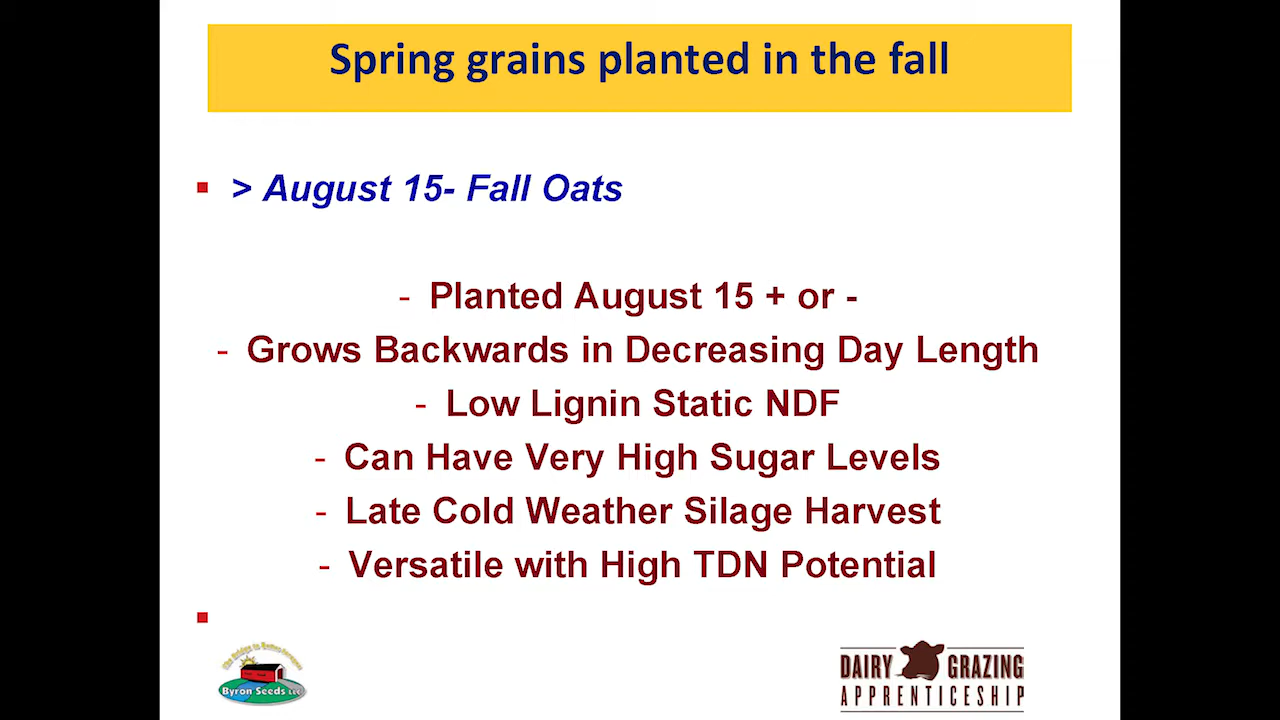 Spring grains planted in the fall
> August 15- Fall Oats
- Planted August 15 + or -
- Grows Backwards in Decreasing Day Length
- Low Lignin Static NDF
- Can Have Very High Sugar Levels
- Late Cold Weather Silage Harvest
- Versatile with High TDN Potential
Byron Seeds LLC
DAIRY GRAZING
APPRENTICESHIP